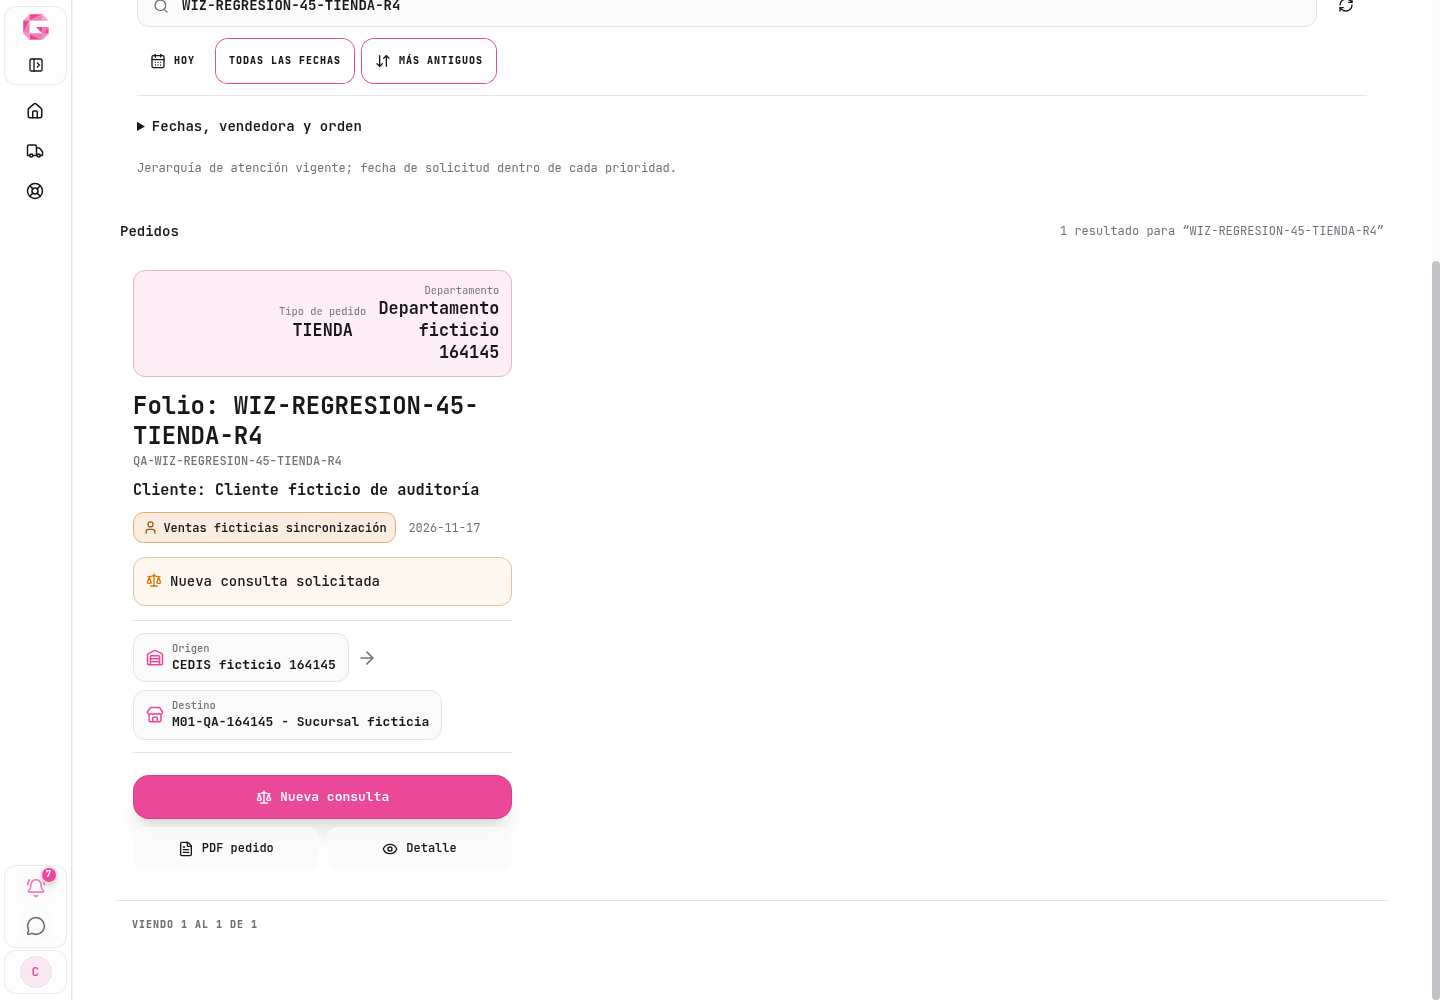 WIZ-REGRESION-45-TIENDA-R4
HOY
TODAS LAS FECHAS
MÁS ANTIGUOS
Fechas, vendedora y orden
Jerarquía de atención vigente; fecha de solicitud dentro de cada prioridad.
Pedidos
1 resultado para “WIZ-REGRESION-45-TIENDA-R4”
Tipo de pedido
TIENDA
Departamento
Departamento
ficticio
164145
Folio: WIZ-REGRESION-45-
TIENDA-R4
QA-WIZ-REGRESION-45-TIENDA-R4
Cliente: Cliente ficticio de auditoría
Ventas ficticias sincronización
2026-11-17
Nueva consulta solicitada
Origen
CEDIS ficticio 164145
Destino
M01-QA-164145 - Sucursal ficticia
Nueva consulta
PDF pedido
Detalle
VIENDO 1 AL 1 DE 1
7
C